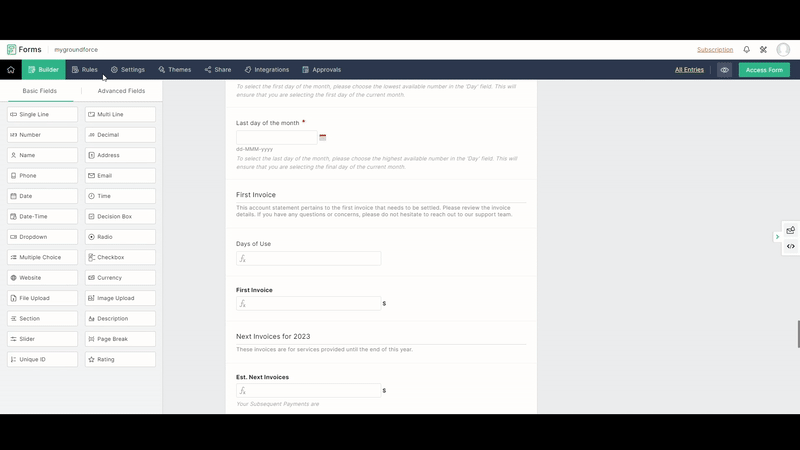 Forms mygroundforce Subscription
Builder Rules Settings Themes Share Integrations Approvals All Entries Access Form
Basic Fields Advanced Fields
Single Line Multi Line
Number Decimal
Name Address
Phone Email
Date Time
Date-Time Decision Box
Dropdown Radio
Multiple Choice Checkbox
Website Currency
File Upload Image Upload
Section Description
Slider Page Break
Unique ID Rating
To select the first day of the month, please choose the lowest available number in the 'Day' field. This will
ensure that you are selecting the first day of the current month.
Last day of the month *
dd-MMM-yyyy
To select the last day of the month, please choose the highest available number in the 'Day' field. This will
ensure that you are selecting the final day of the current month.
First Invoice
This account statement pertains to the first invoice that needs to be settled. Please review the invoice
details. If you have any questions or concerns, please do not hesitate to reach out to our support team.
Days of Use
fx
First Invoice
fx $
Next Invoices for 2023
These invoices are for services provided until the end of this year.
Est. Next Invoices
fx $
Your Subsequent Payments are